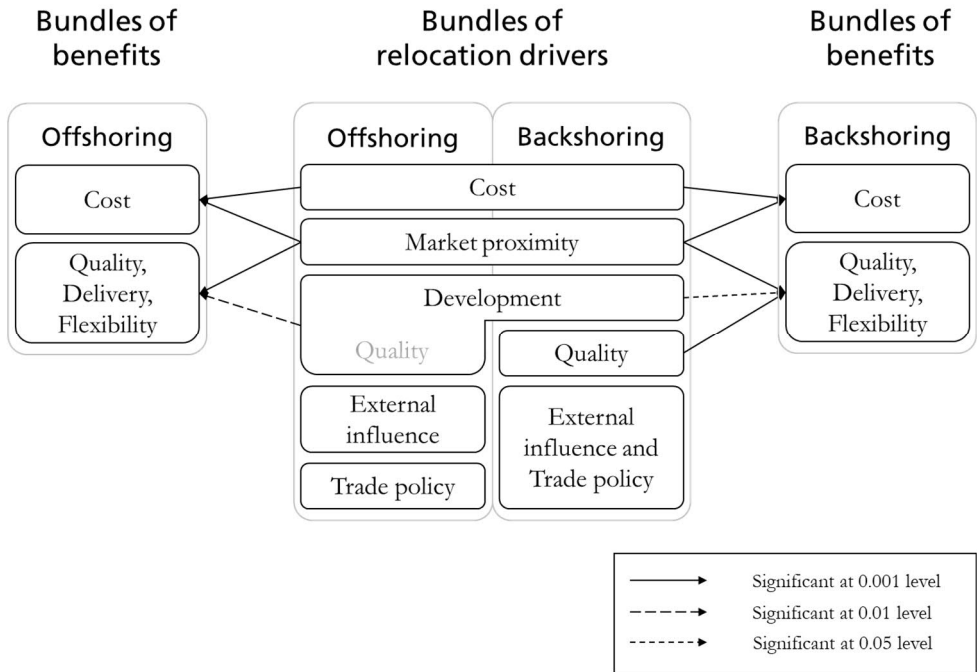 Bundles of
benefits
Bundles of
relocation drivers
Bundles of
benefits
Offshoring
Cost
Quality,
Delivery,
Flexibility
Offshoring
Backshoring
Cost
Market proximity
Development
Quality
Quality
External
influence
Trade policy
External
influence and
Trade policy
Backshoring
Cost
Quality,
Delivery,
Flexibility
Significant at 0.001 level
Significant at 0.01 level
Significant at 0.05 level